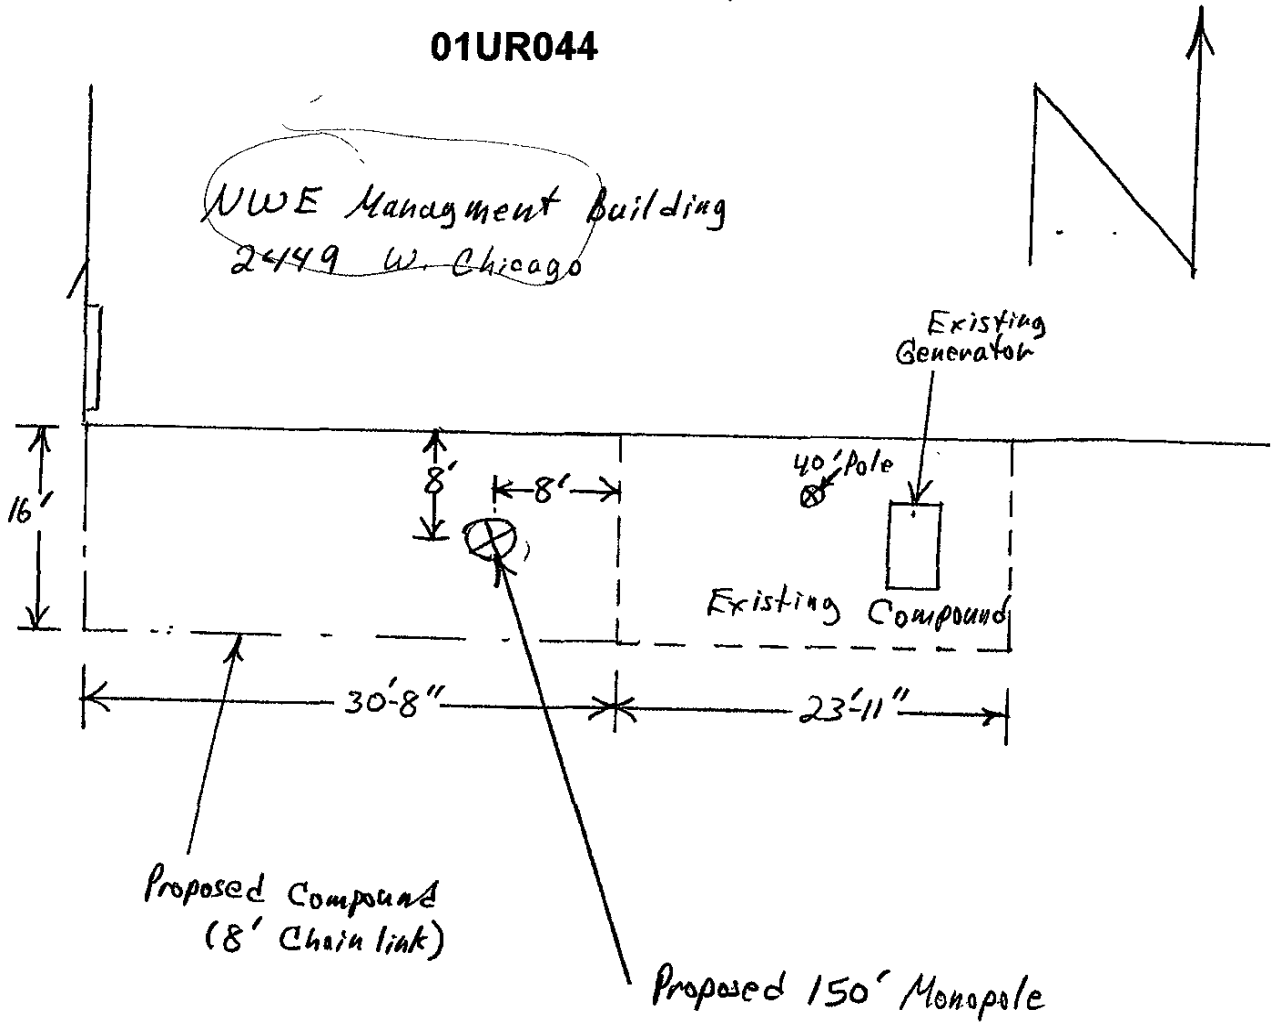 01UR044
NWE Managment Building
2449 W. Chicago
N
Existing
Generator
8'
8'
40' Pole
16'
Existing Compound
30'-8"
23'-11"
Proposed Compound
(8' Chain link)
Proposed 150' Monopole